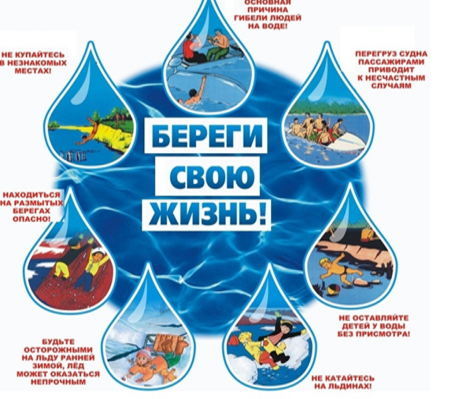 ОСНОВНАЯ
ПРИЧИНА
ГИБЕЛИ ЛЮДЕЙ
НА ВОДЕ!
НЕ КУПАЙТЕСЬ
В НЕЗНАКОМЫХ
МЕСТАХ!
ПЕРЕГРУЗ СУДНА
ПАССАЖИРАМИ
ПРИВОДИТ
К НЕСЧАСТНЫМ
СЛУЧАЯМ
БЕРЕГИ
СВОЮ
ЖИЗНЬ!
НАХОДИТЬСЯ
НА РАЗМЫТЫХ
БЕРЕГАХ
ОПАСНО!
НЕ ОСТАВЛЯЙТЕ
ДЕТЕЙ У ВОДЫ
БЕЗ ПРИСМОТРА!
БУДЬТЕ
ОСТОРОЖНЫМИ
НА ЛЬДУ РАННЕЙ
ЗИМОЙ, ЛЁД
МОЖЕТ ОКАЗАТЬСЯ
НЕПРОЧНЫМ
НЕ КАТАЙТЕСЬ
НА ЛЬДИНАХ!